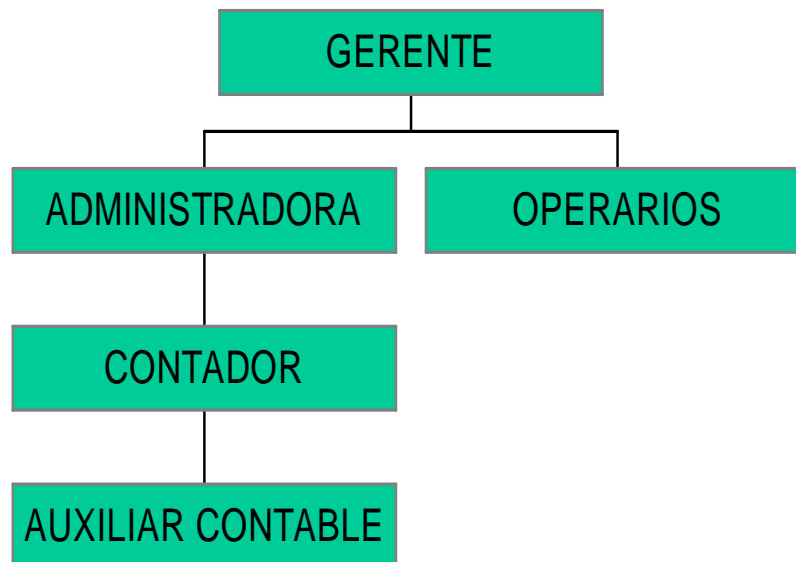 GERENTE
ADMINISTRADORA
OPERARIOS
CONTADOR
AUXILIAR CONTABLE